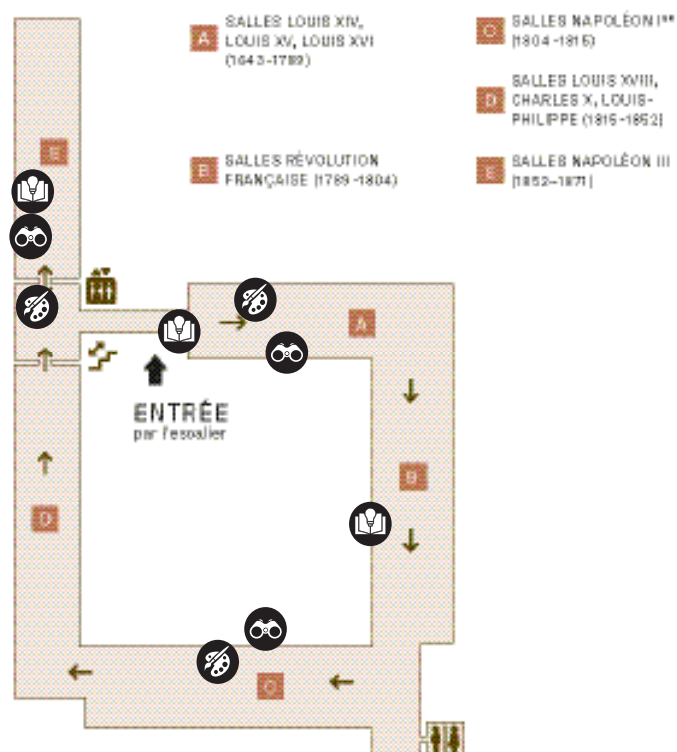 A
SALLES LOUIS XIV,
LOUIS XV, LOUIS XVI
(1643-1789)
B
SALLES RÉVOLUTION
FRANÇAISE (1789-1804)
C
SALLES NAPOLÉON Iᴱᴿ
(1804-1815)
D
SALLES LOUIS XVIII,
CHARLES X, LOUIS-
PHILIPPE (1815-1852)
E
SALLES NAPOLÉON III
(1852-1871)
E
A
ENTRÉE
par l'escalier
B
D
C